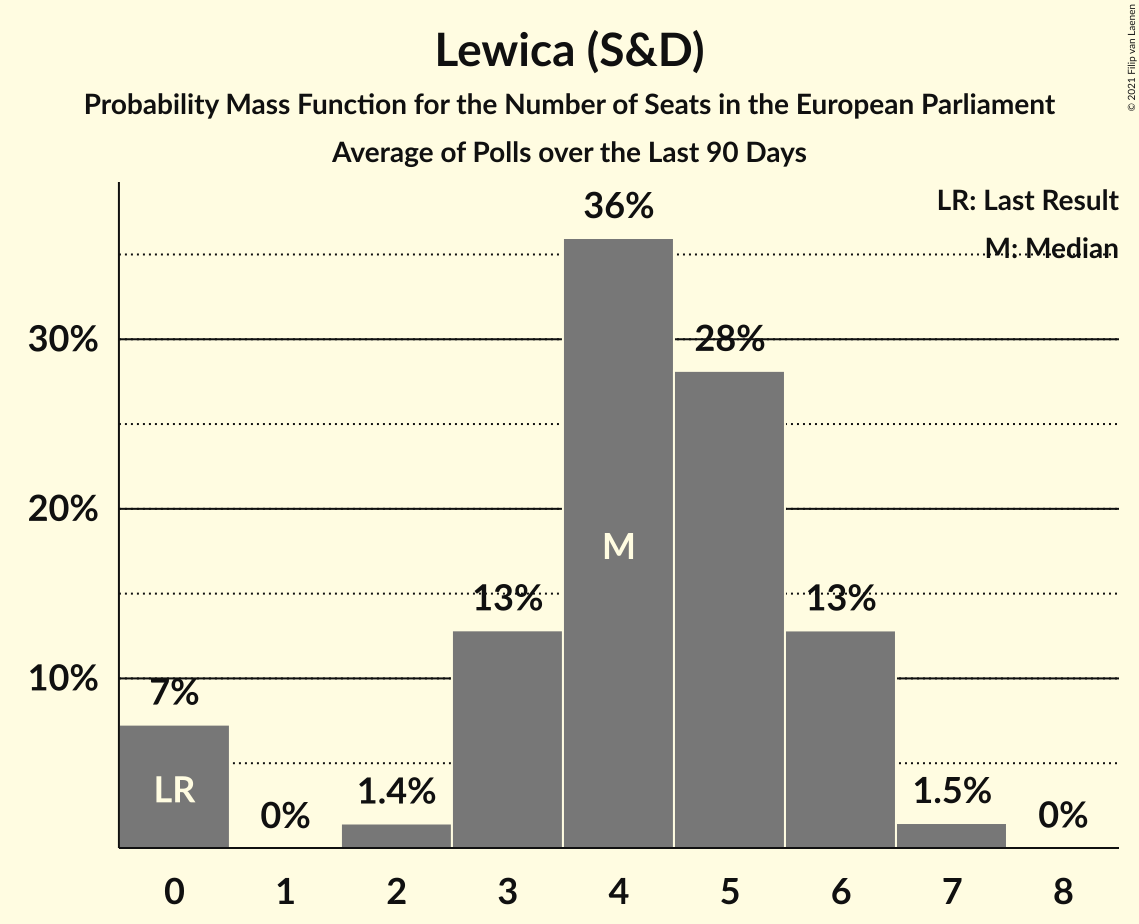 Lewica (S&D)
Probability Mass Function for the Number of Seats in the European Parliament
Average of Polls over the Last 90 Days
© 2021 Filip van Laenen
LR: Last Result
M: Median
36%
28%
30%
20%
M
13%
13%
10%
7%
LR
1.4%
1.5%
0%
0%
0 1 2 3 4 5 6 7 8